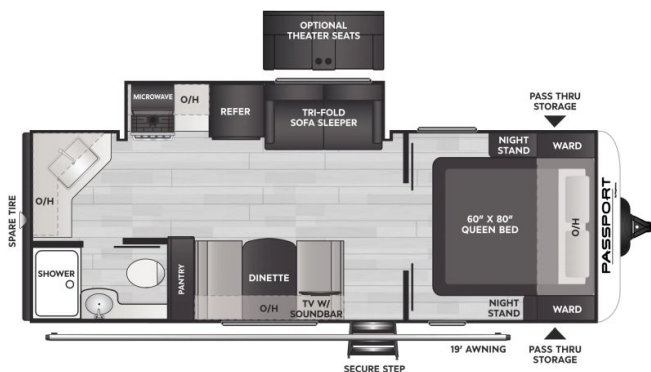 OPTIONAL
THEATER SEATS
MICROWAVE
O/H
REFER
TRI-FOLD
SOFA SLEEPER
PASS THRU
STORAGE
NIGHT
STAND
WARD
SPARE TIRE
O/H
60" X 80"
QUEEN BED
O/H
PASSPORT
SHOWER
PANTRY
DINETTE
O/H
TV W/
SOUNDBAR
NIGHT
STAND
WARD
19' AWNING
PASS THRU
STORAGE
SECURE STEP